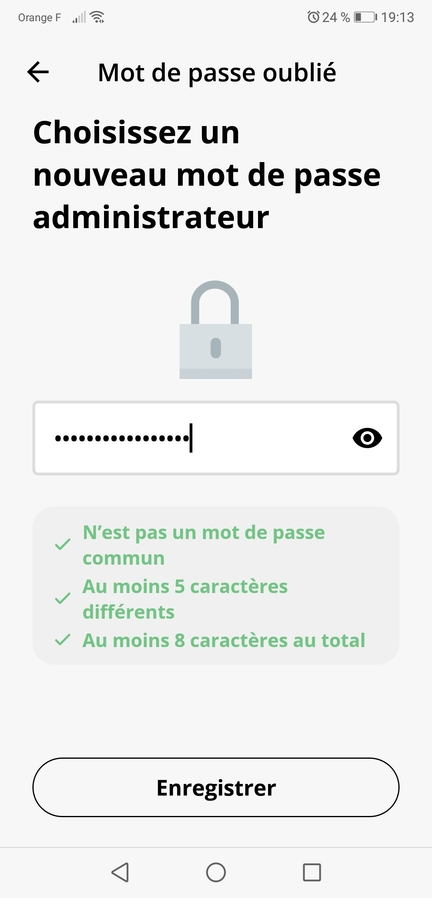 Orange F 24 % 19:13
Mot de passe oublié
Choisissez un
nouveau mot de passe
administrateur
•••••••••••••••••
N’est pas un mot de passe
commun
Au moins 5 caractères
différents
Au moins 8 caractères au total
Enregistrer